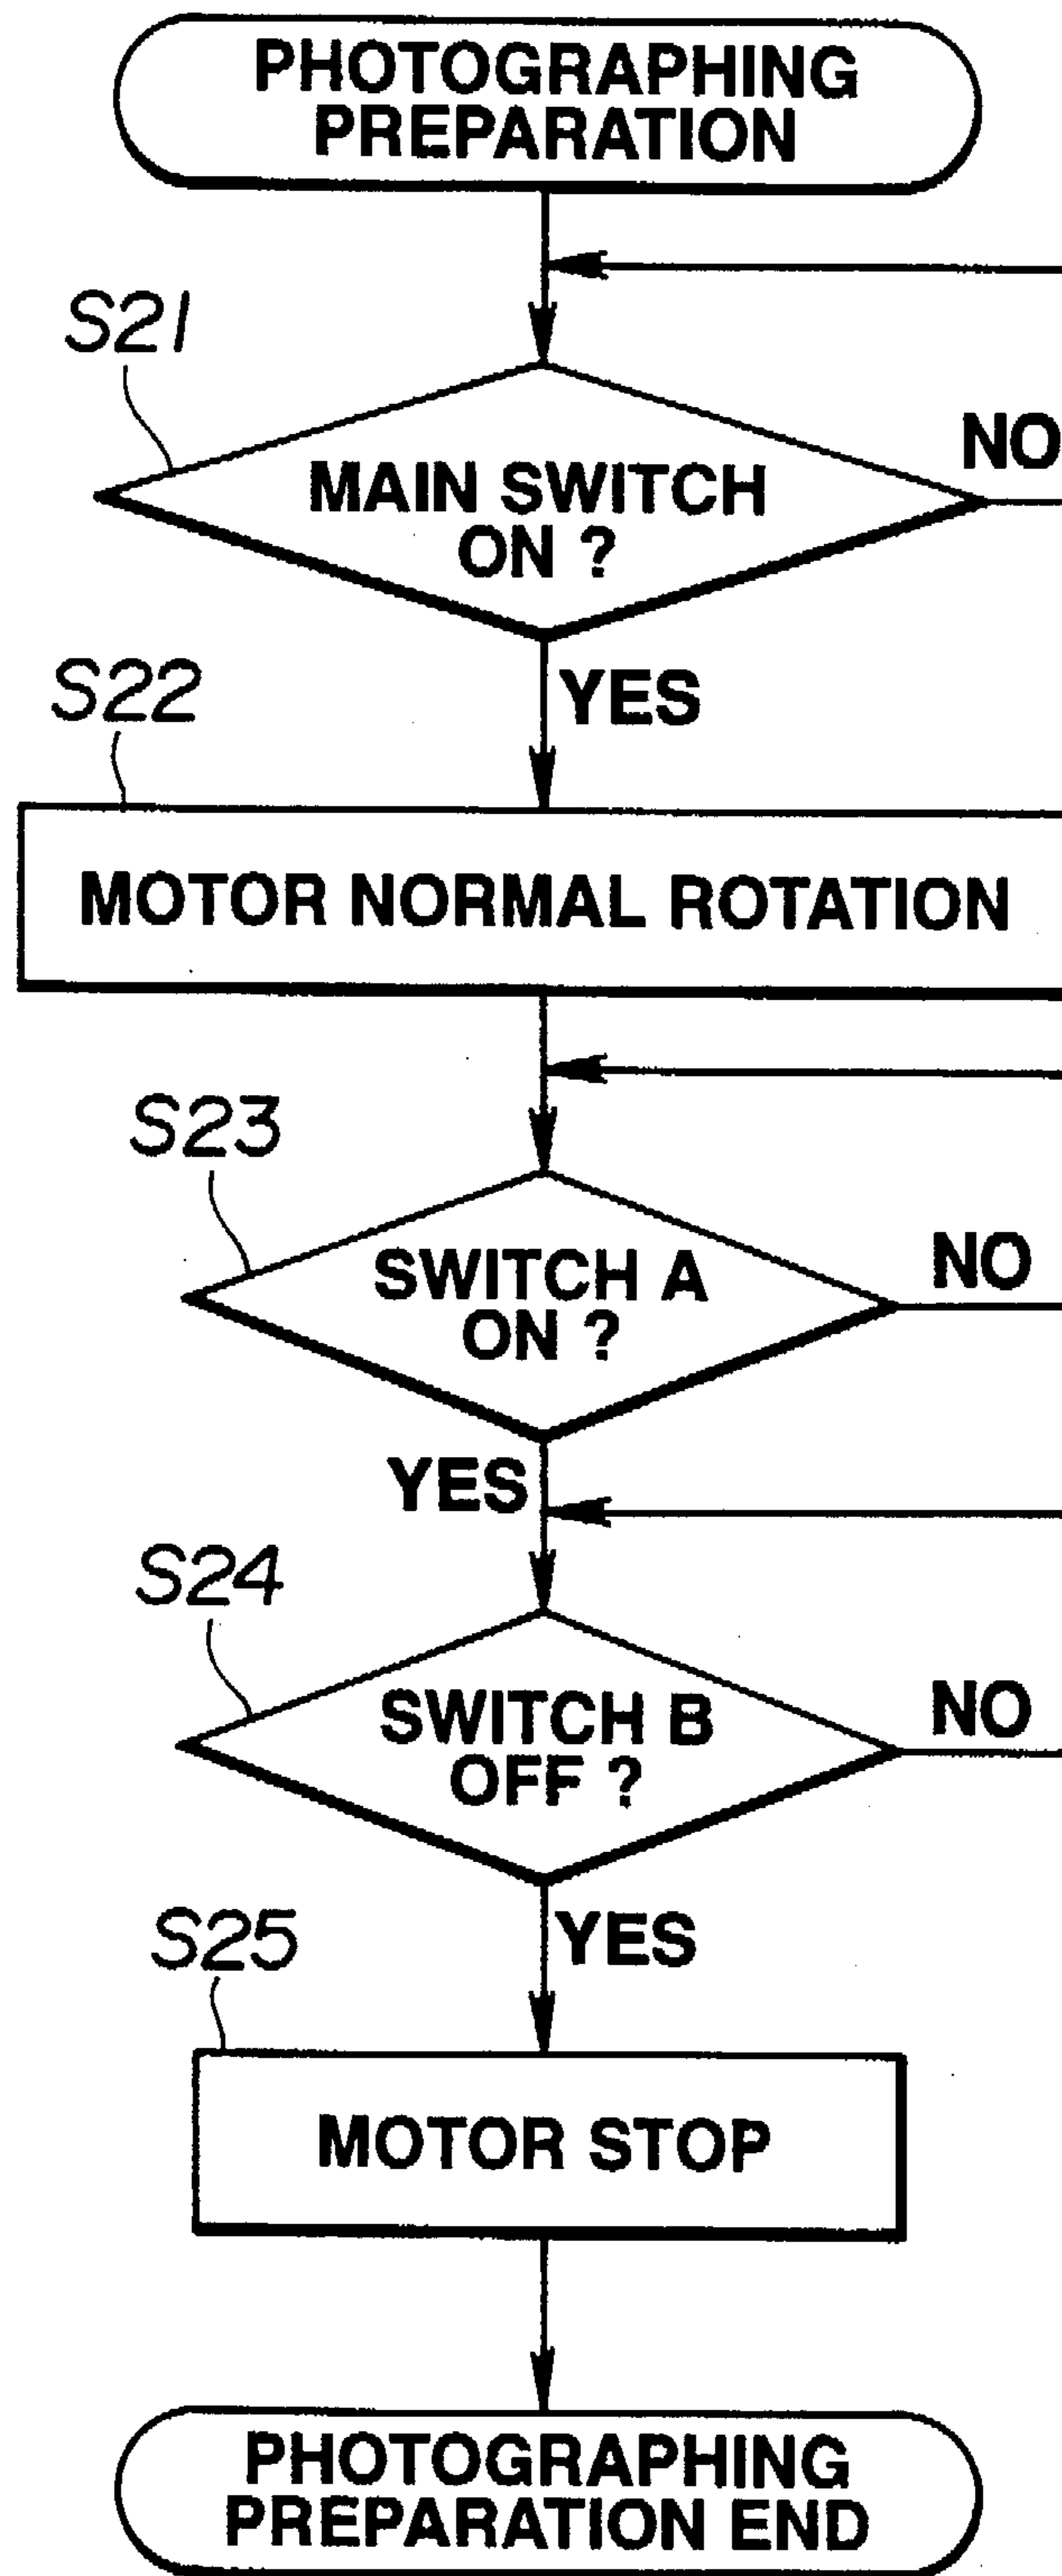 PHOTOGRAPHING
PREPARATION
S21
NO
MAIN SWITCH
ON ?
YES
S22
MOTOR NORMAL ROTATION
S23
SWITCH A
ON ?
NO
YES
S24
SWITCH B
OFF ?
NO
YES
S25
MOTOR STOP
PHOTOGRAPHING
PREPARATION END